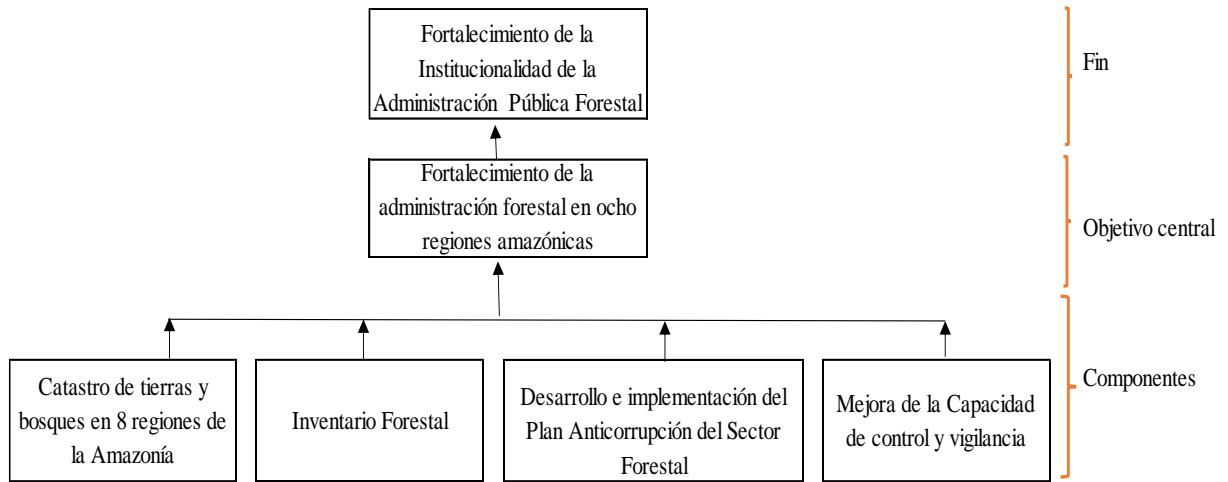 Fortalecimiento de la
Institucionalidad de la
Administración Pública Forestal
Fin
Fortalecimiento de la
administración forestal en ocho
regiones amazónicas
Objetivo central
Catastro de tierras y
bosques en 8 regiones de
la Amazonía
Inventario Forestal
Desarrollo e implementación del
Plan Anticorrupción del Sector
Forestal
Mejora de la Capacidad
de control y vigilancia
Componentes